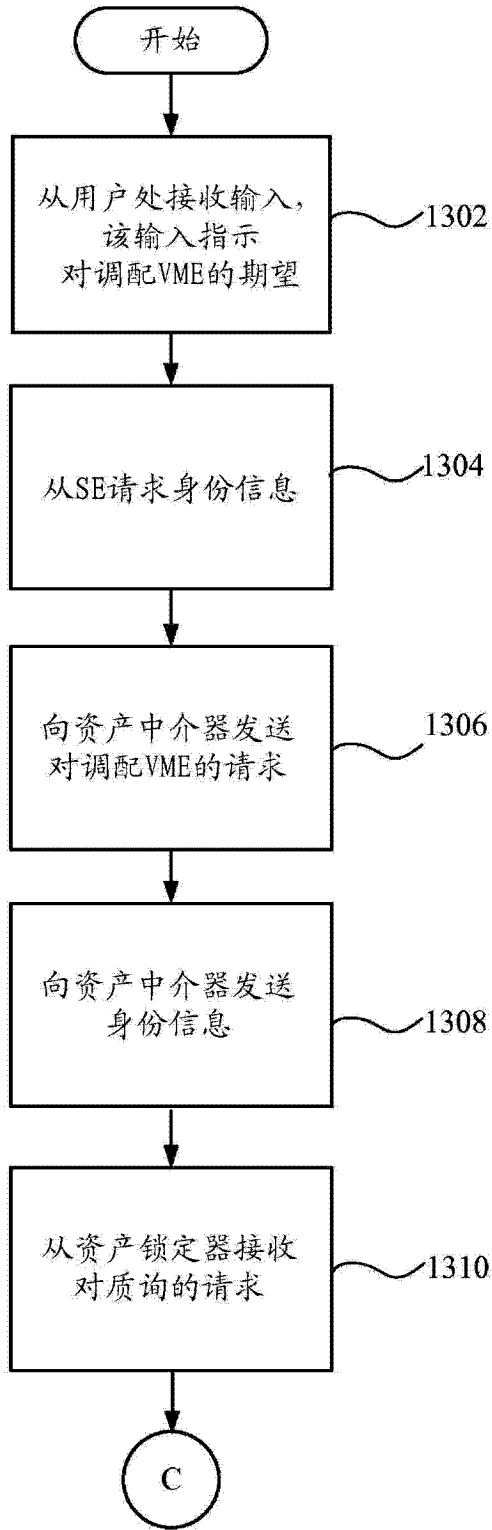 开始
从用户处接收输入,
该输入指示
对调配VME的期望
1302
从SE请求身份信息
1304
向资产中介器发送
对调配VME的请求
1306
向资产中介器发送
身份信息
1308
从资产锁定器接收
对质询的请求
1310
C